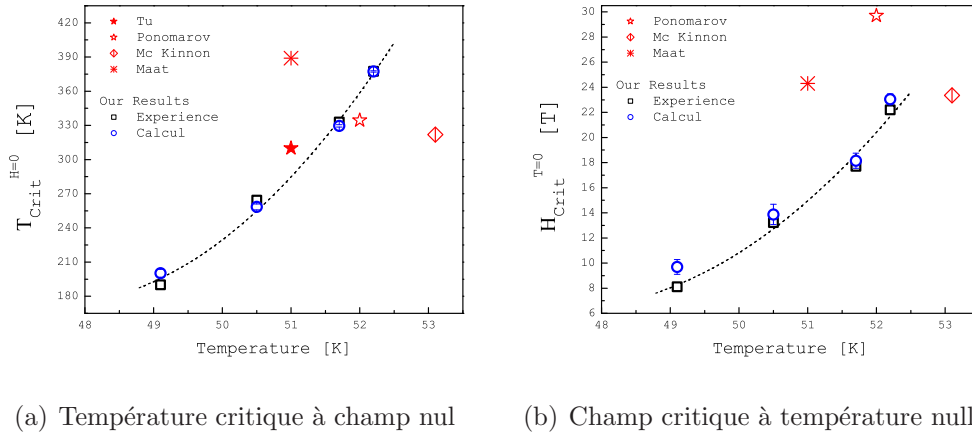 420
390
360
330
300
270
240
210
180
T_Crit^H=0 [K]
Tu
Ponomarov
Mc Kinnon
Maat
Our Results
Experience
Calcul
48 49 50 51 52 53
Temperature [K]
(a) Température critique à champ nul
30
28
26
24
22
20
18
16
14
12
10
8
6
H_Crit^T=0 [T]
Ponomarov
Mc Kinnon
Maat
Our Results
Experience
Calcul
48 49 50 51 52 53
Temperature [K]
(b) Champ critique à température null